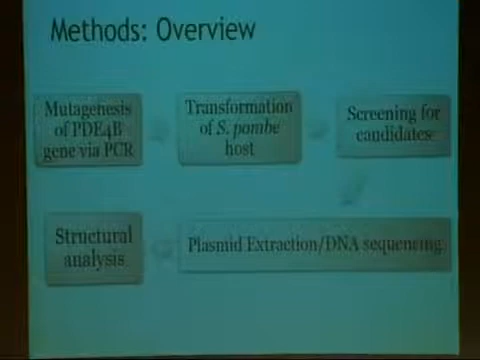 Methods: Overview
Mutagenesis
of PDE4B
gene via PCR
Transformation
of S. pombe
host
Screening for
candidates
Structural
analysis
Plasmid Extraction/DNA sequencing